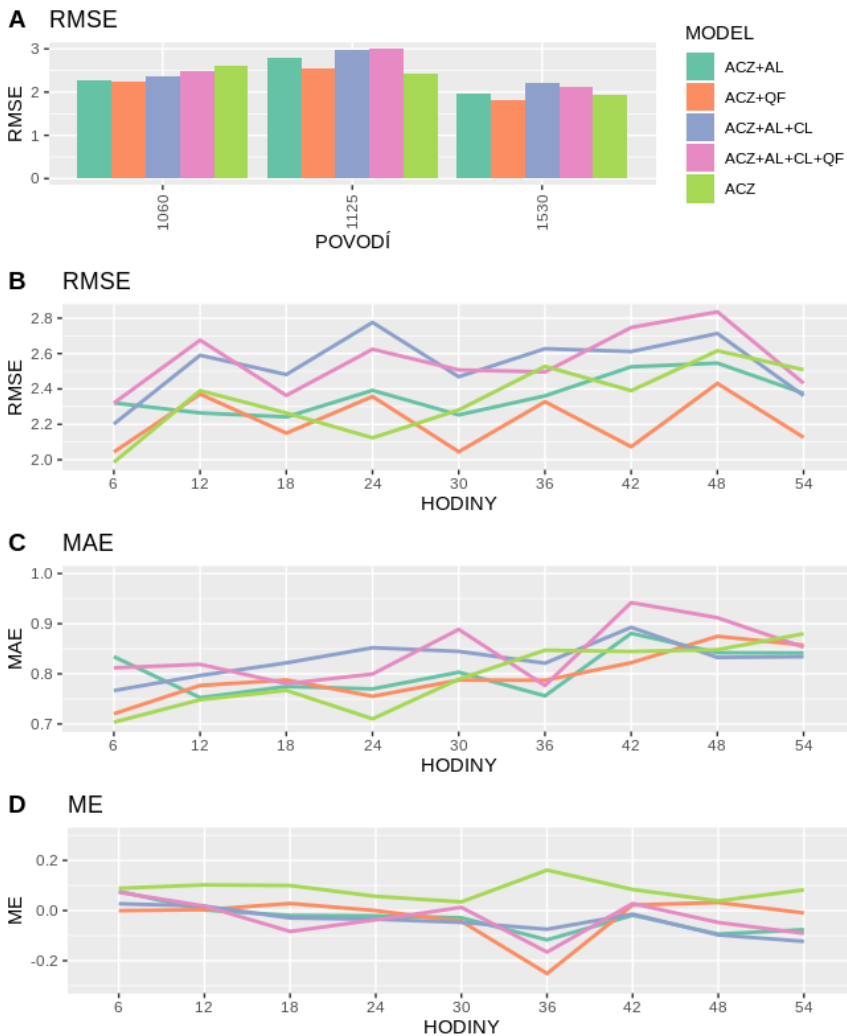 A RMSE
3
2
1
0
RMSE
1060
1125
1530
POVODÍ
MODEL
ACZ+AL
ACZ+QF
ACZ+AL+CL
ACZ+AL+CL+QF
ACZ
B RMSE
2.8
2.6
2.4
2.2
2.0
RMSE
6 12 18 24 30 36 42 48 54
HODINY
C MAE
1.0
0.9
0.8
0.7
MAE
6 12 18 24 30 36 42 48 54
HODINY
D ME
0.2
0.0
-0.2
ME
6 12 18 24 30 36 42 48 54
HODINY